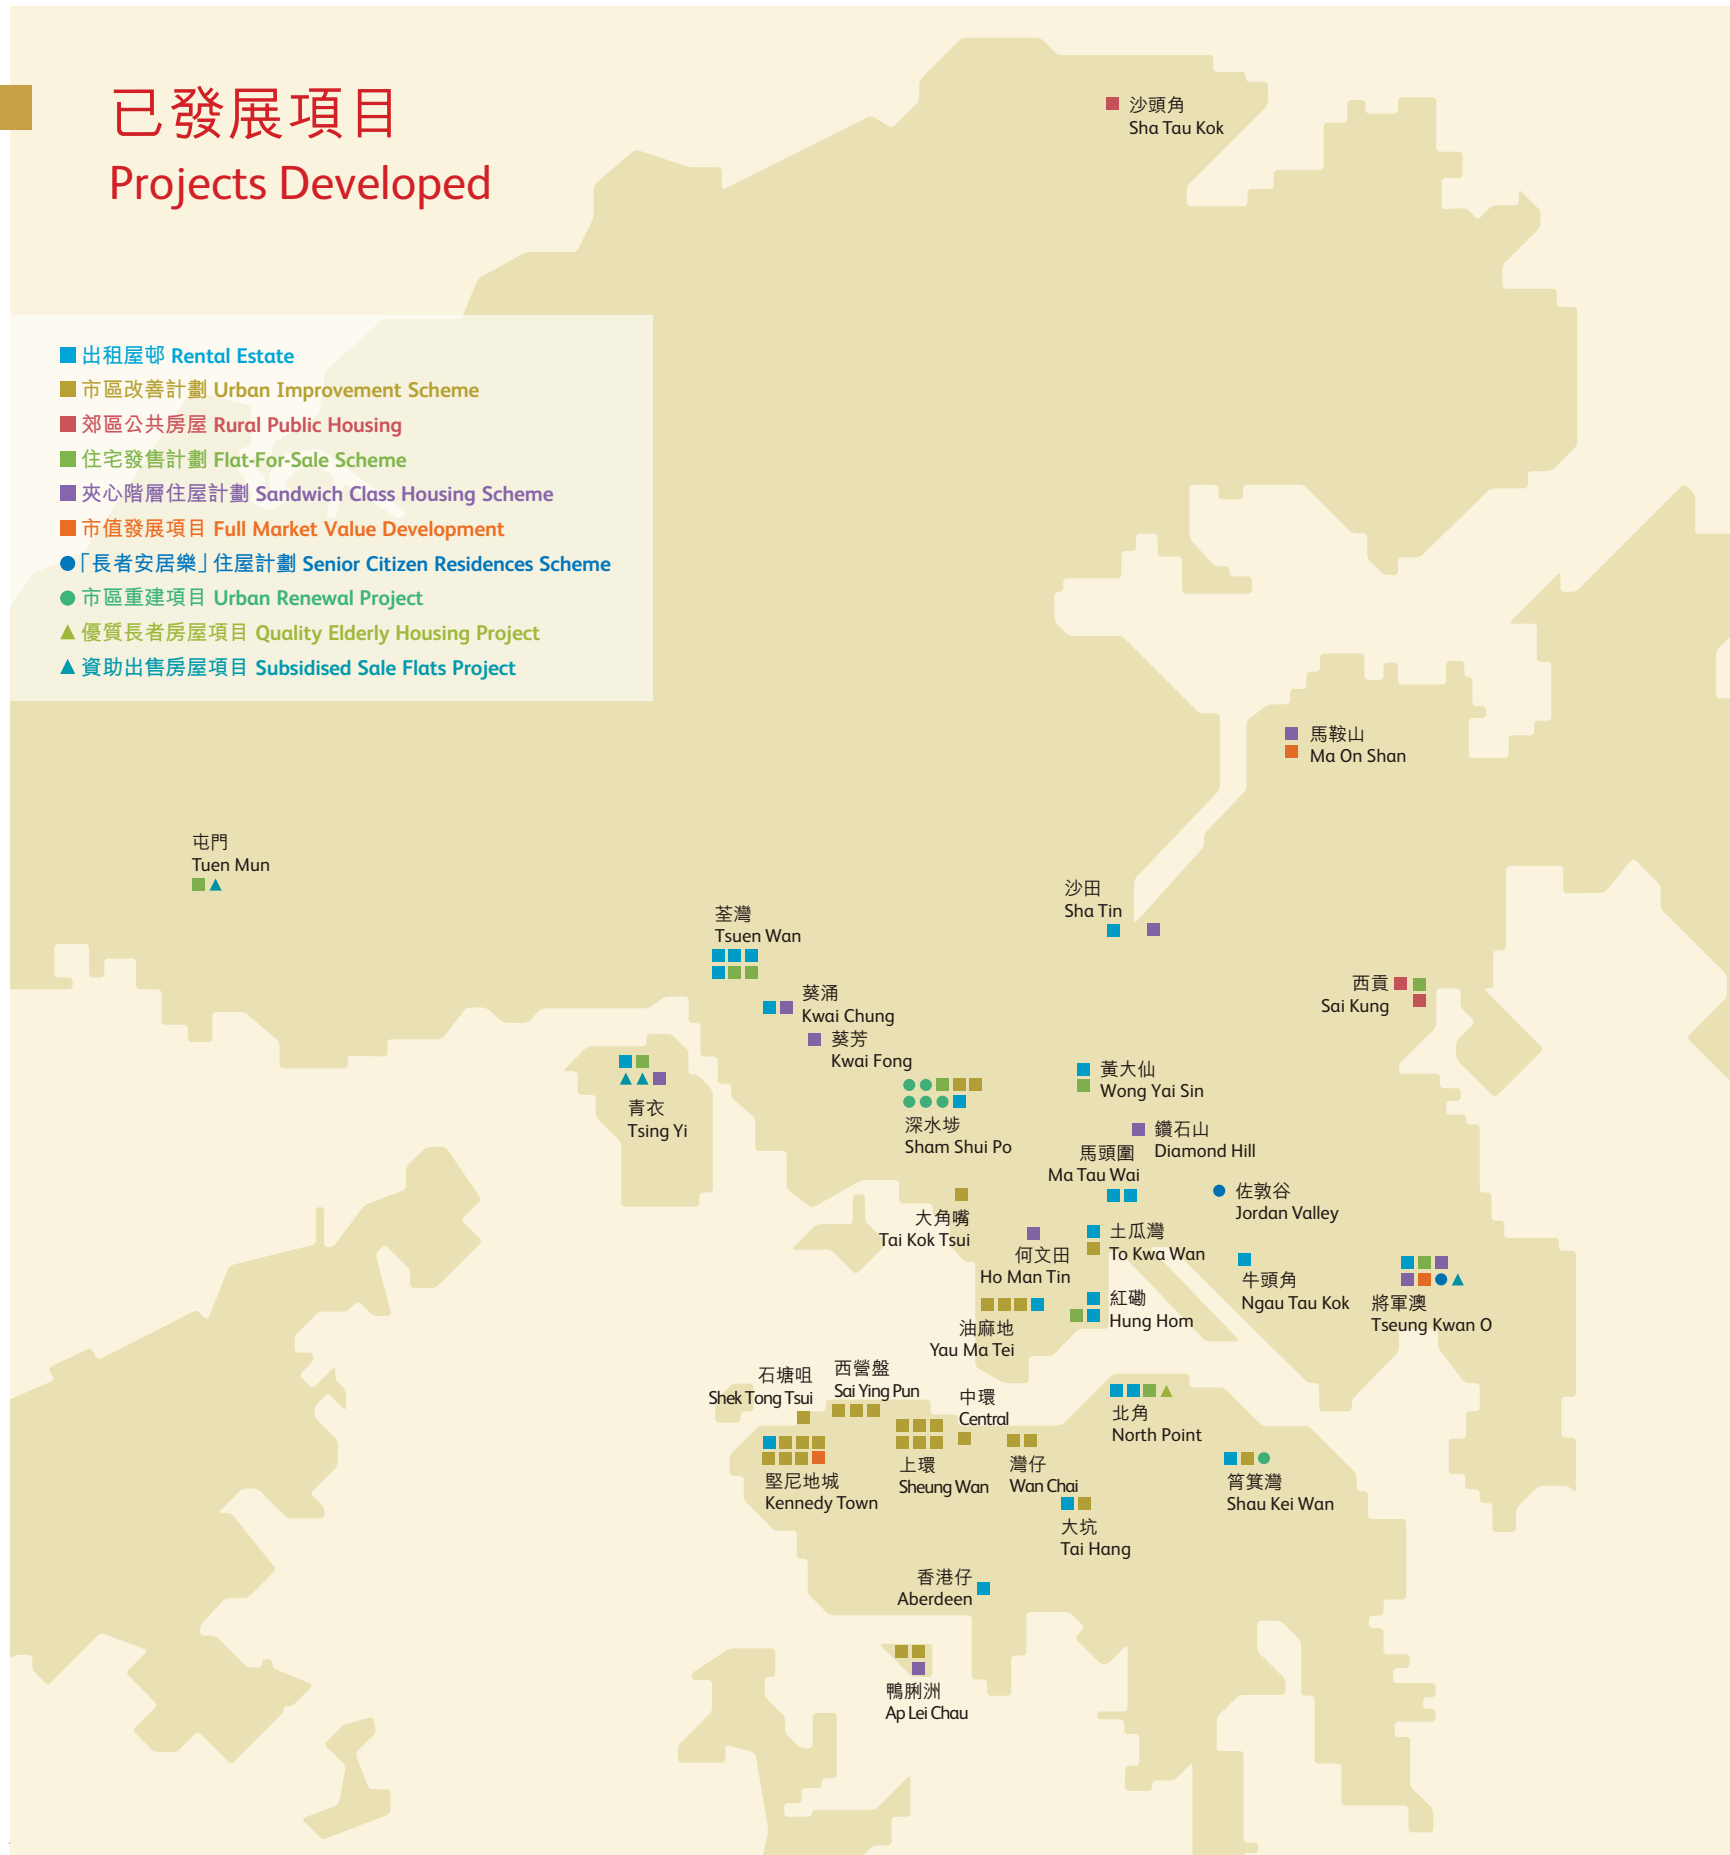 已發展項目
Projects Developed
出租屋邨 Rental Estate
市區改善計劃 Urban Improvement Scheme
郊區公共房屋 Rural Public Housing
住宅發售計劃 Flat-For-Sale Scheme
夾心階層住屋計劃 Sandwich Class Housing Scheme
市值發展項目 Full Market Value Development
「長者安居樂」住屋計劃 Senior Citizen Residences Scheme
市區重建項目 Urban Renewal Project
優質長者房屋項目 Quality Elderly Housing Project
資助出售房屋項目 Subsidised Sale Flats Project
沙頭角
Sha Tau Kok
馬鞍山
Ma On Shan
屯門
Tuen Mun
沙田
Sha Tin
荃灣
Tsuen Wan
西貢
Sai Kung
葵涌
Kwai Chung
葵芳
Kwai Fong
黃大仙
Wong Yai Sin
青衣
Tsing Yi
深水埗
Sham Shui Po
鑽石山
Diamond Hill
馬頭圍
Ma Tau Wai
佐敦谷
Jordan Valley
大角嘴
Tai Kok Tsui
土瓜灣
To Kwa Wan
何文田
Ho Man Tin
牛頭角
Ngau Tau Kok
將軍澳
Tseung Kwan O
紅磡
Hung Hom
油麻地
Yau Ma Tei
石塘咀
Shek Tong Tsui
西營盤
Sai Ying Pun
中環
Central
北角
North Point
上環
Sheung Wan
灣仔
Wan Chai
堅尼地城
Kennedy Town
筲箕灣
Shau Kei Wan
大坑
Tai Hang
香港仔
Aberdeen
鴨脷洲
Ap Lei Chau